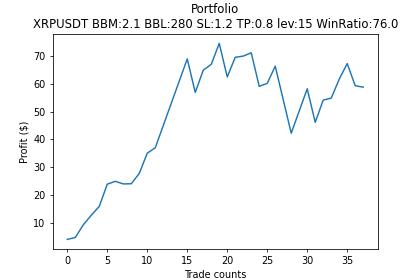 Portfolio
XRPUSDT BBM:2.1 BBL:280 SL:1.2 TP:0.8 lev:15 WinRatio:76.0
Profit ($)
70
60
50
40
30
20
10
0 5 10 15 20 25 30 35
Trade counts